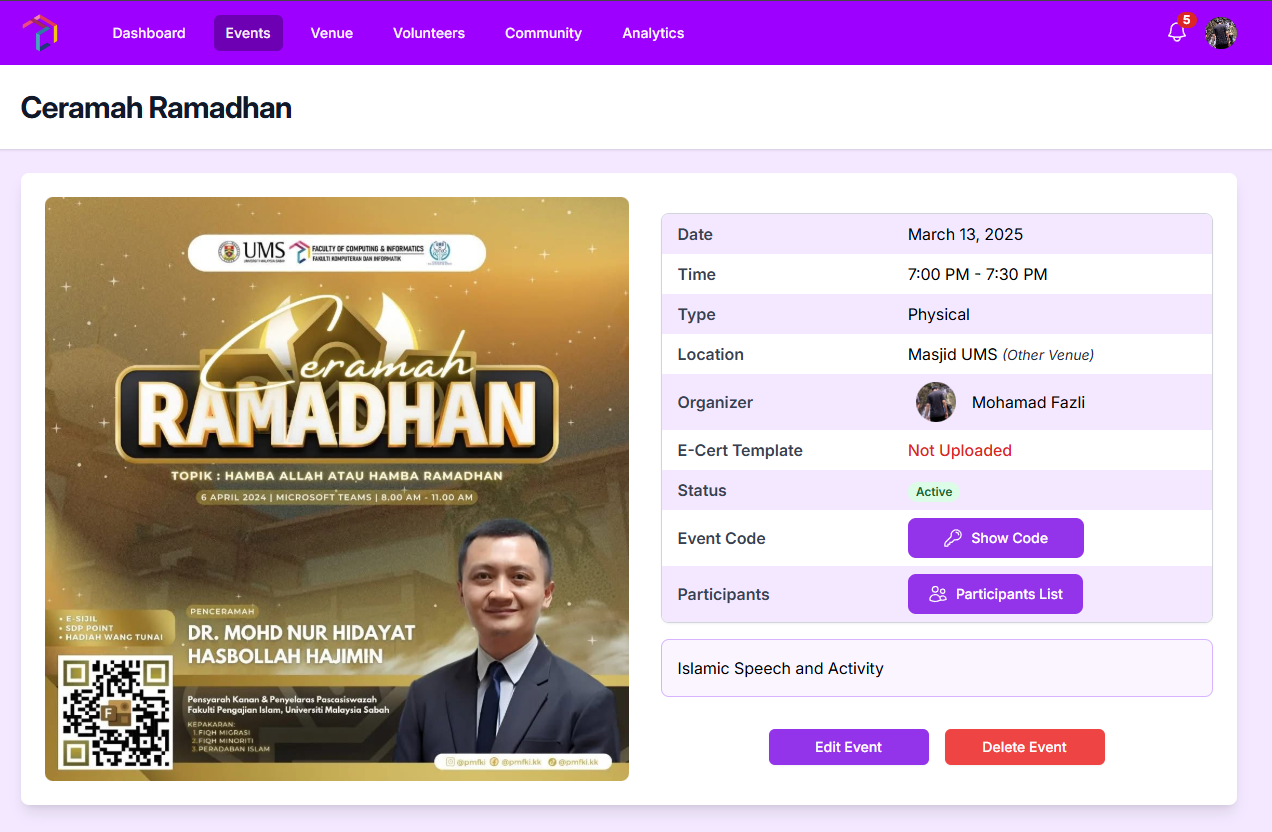 Dashboard
Events
Venue
Volunteers
Community
Analytics
5
Ceramah Ramadhan
UMS
UNIVERSITI MALAYSIA SABAH
FACULTY OF COMPUTING & INFORMATICS
FAKULTI KOMPUTERAN DAN INFORMATIK
Ceramah
RAMADHAN
TOPIK : HAMBA ALLAH ATAU HAMBA RAMADHAN
6 APRIL 2024 | MICROSOFT TEAMS | 8.00 AM - 11.00 AM
• E-SIJIL
• SDP POINT
• HADIAH WANG TUNAI
PENCERAMAH
DR. MOHD NUR HIDAYAT
HASBOLLAH HAJIMIN
F
Pensyarah Kanan & Penyelaras Pascasiswazah
Fakulti Pengajian Islam, Universiti Malaysia Sabah
KEPAKARAN:
1. FIQH MIGRASI
2. FIQH MINORITI
3. PERADABAN ISLAM
@pmfki @pmfki.kk @pmfki.kk
Date March 13, 2025
Time 7:00 PM - 7:30 PM
Type Physical
Location Masjid UMS (Other Venue)
Organizer Mohamad Fazli
E-Cert Template Not Uploaded
Status Active
Event Code Show Code
Participants Participants List
Islamic Speech and Activity
Edit Event
Delete Event